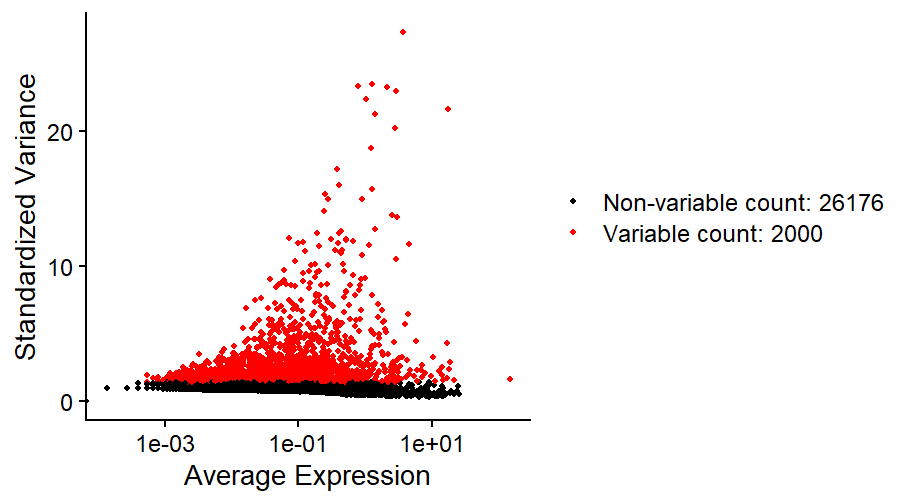 Standardized Variance
20
10
0
1e-03
1e-01
1e+01
Average Expression
Non-variable count: 26176
Variable count: 2000